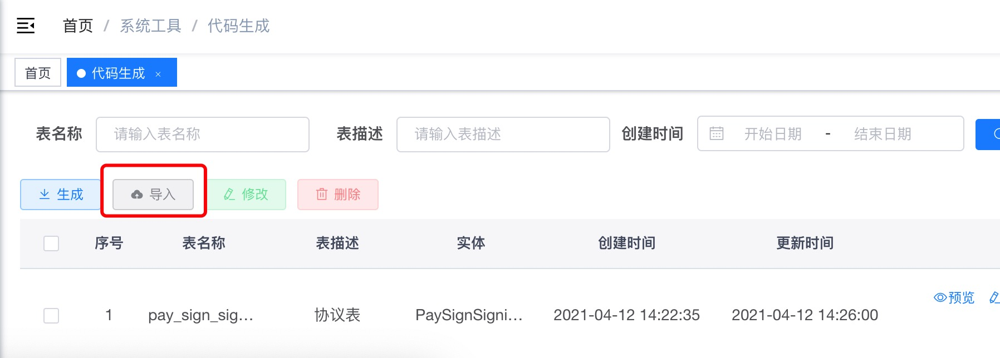 首页 / 系统工具 / 代码生成
首页 代码生成 ×
表名称 请输入表名称 表描述 请输入表描述 创建时间 开始日期 - 结束日期
生成 导入 修改 删除
序号 表名称 表描述 实体 创建时间 更新时间
预览
1 pay_sign_sig... 协议表 PaySignSigni... 2021-04-12 14:22:35 2021-04-12 14:26:00